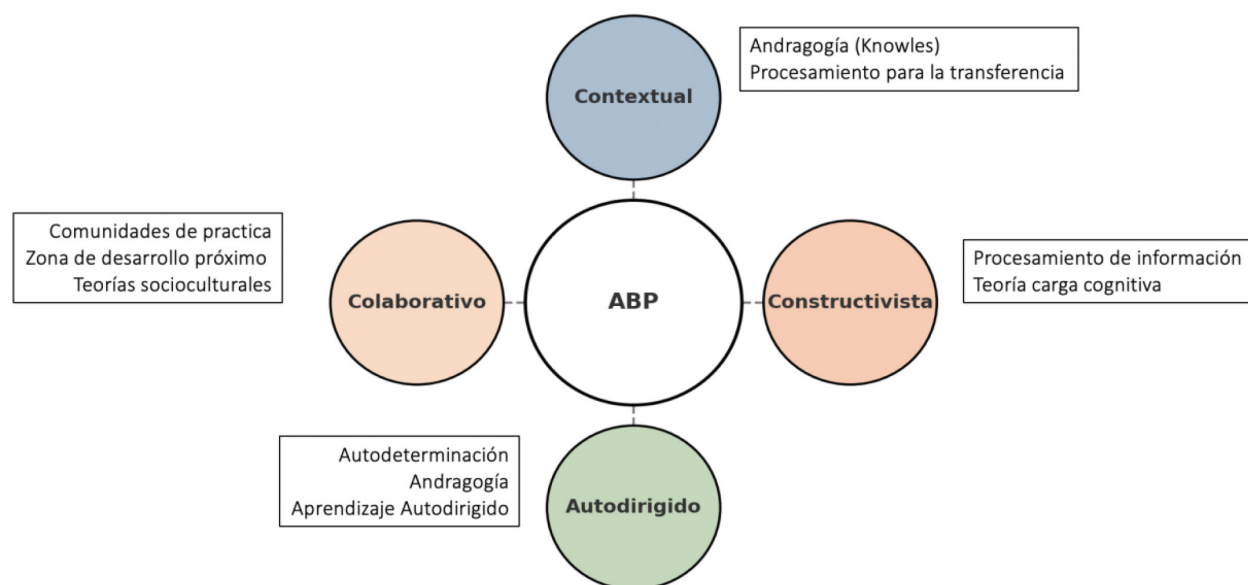 Contextual
Andragogía (Knowles)
Procesamiento para la transferencia
Comunidades de practica
Zona de desarrollo próximo
Teorías socioculturales
Colaborativo
ABP
Constructivista
Procesamiento de información
Teoría carga cognitiva
Autodeterminación
Andragogía
Aprendizaje Autodirigido
Autodirigido